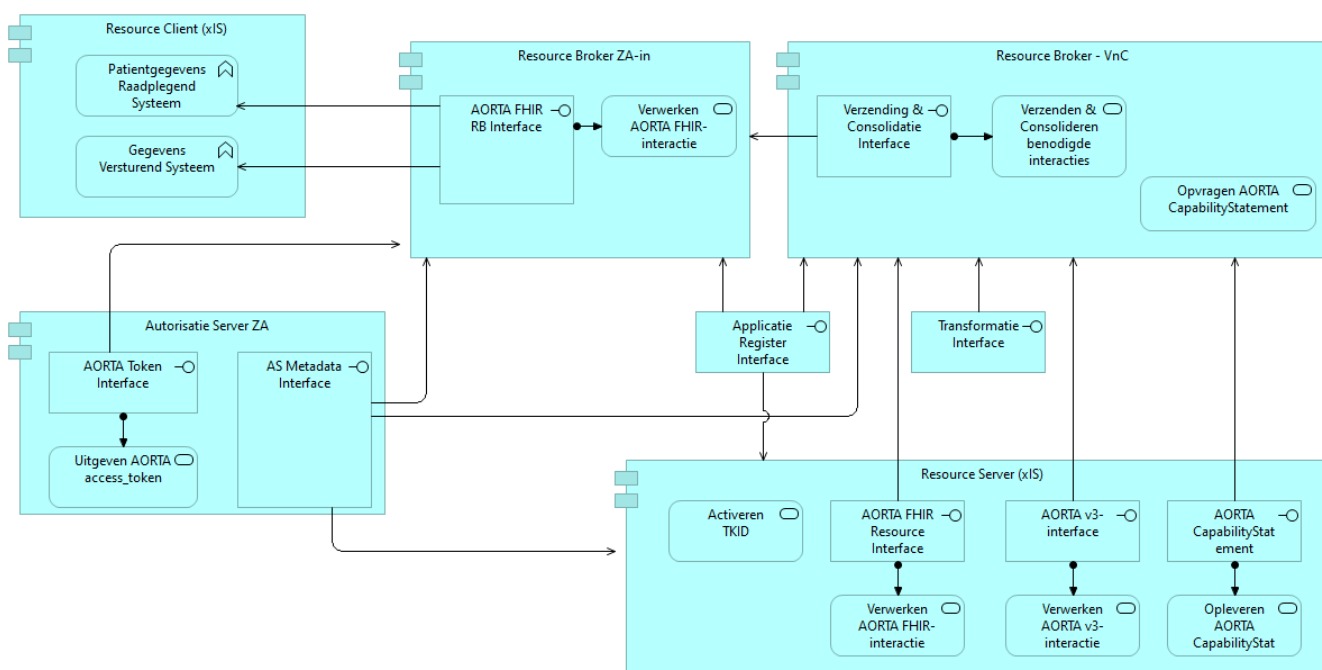 Resource Client (xIS)
Patientgegevens
Raadplegend
Systeem
Gegevens
Versturend Systeem
Resource Broker ZA-in
AORTA FHIR
RB Interface
Verwerken
AORTA FHIR-
interactie
Resource Broker - VnC
Verzending &
Consolidatie
Interface
Verzenden &
Consolideren
benodigde
interacties
Opvragen AORTA
CapabilityStatement
Autorisatie Server ZA
AORTA Token
Interface
AS Metadata
Interface
Uitgeven AORTA
access_token
Applicatie
Register
Interface
Transformatie
Interface
Resource Server (xIS)
Activeren
TKID
AORTA FHIR
Resource
Interface
AORTA v3-
interface
AORTA
CapabilityStat
ement
Verwerken
AORTA FHIR-
interactie
Verwerken
AORTA v3-
interactie
Opleveren
AORTA
CapabilityStat